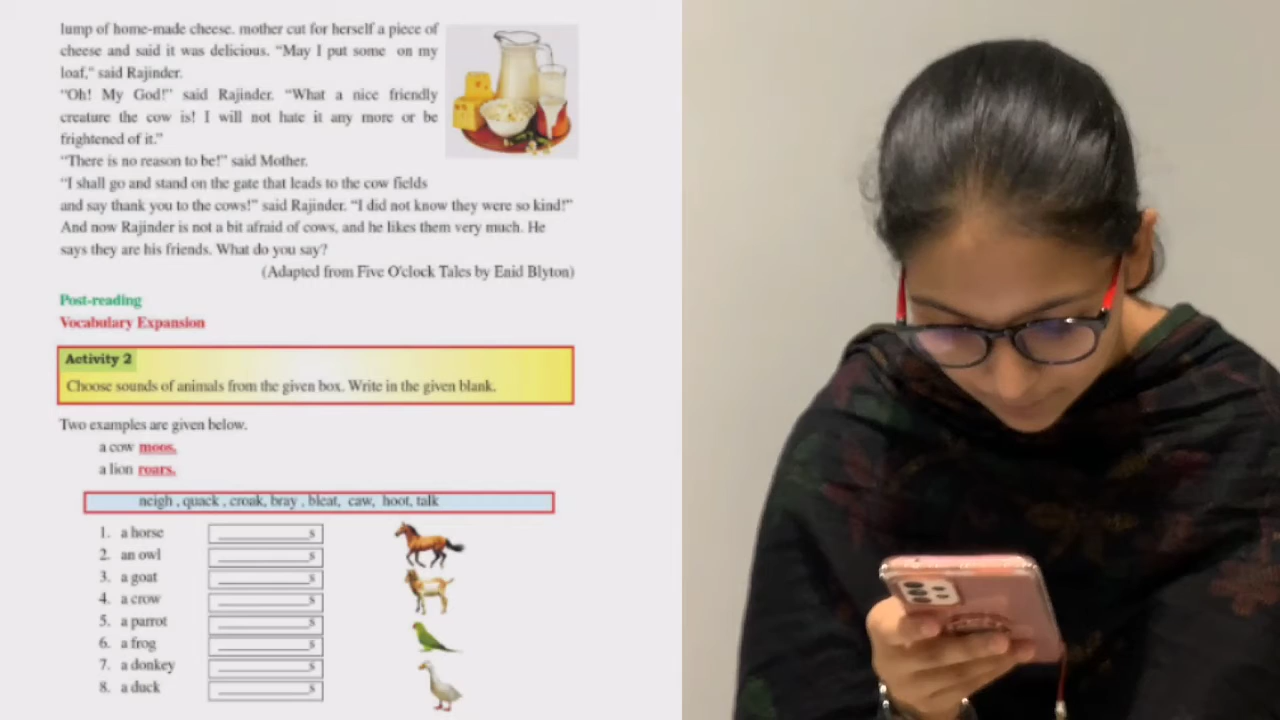 lump of home-made cheese. mother cut for herself a piece of
cheese and said it was delicious. “May I put some on my
loaf,” said Rajinder.
“Oh! My God!” said Rajinder. “What a nice friendly
creature the cow is! I will not hate it any more or be
frightened of it.”
“There is no reason to be!” said Mother.
“I shall go and stand on the gate that leads to the cow fields
and say thank you to the cows!” said Rajinder. “I did not know they were so kind!”
And now Rajinder is not a bit afraid of cows, and he likes them very much. He
says they are his friends. What do you say?
(Adapted from Five O'clock Tales by Enid Blyton)
Post-reading
Vocabulary Expansion
Activity 2
Choose sounds of animals from the given box. Write in the given blank.
Two examples are given below.
a cow moos.
a lion roars.
neigh , quack , croak, bray , bleat, caw, hoot, talk
1. a horse ____________s
2. an owl ____________s
3. a goat ____________s
4. a crow ____________s
5. a parrot ____________s
6. a frog ____________s
7. a donkey ____________s
8. a duck ____________s